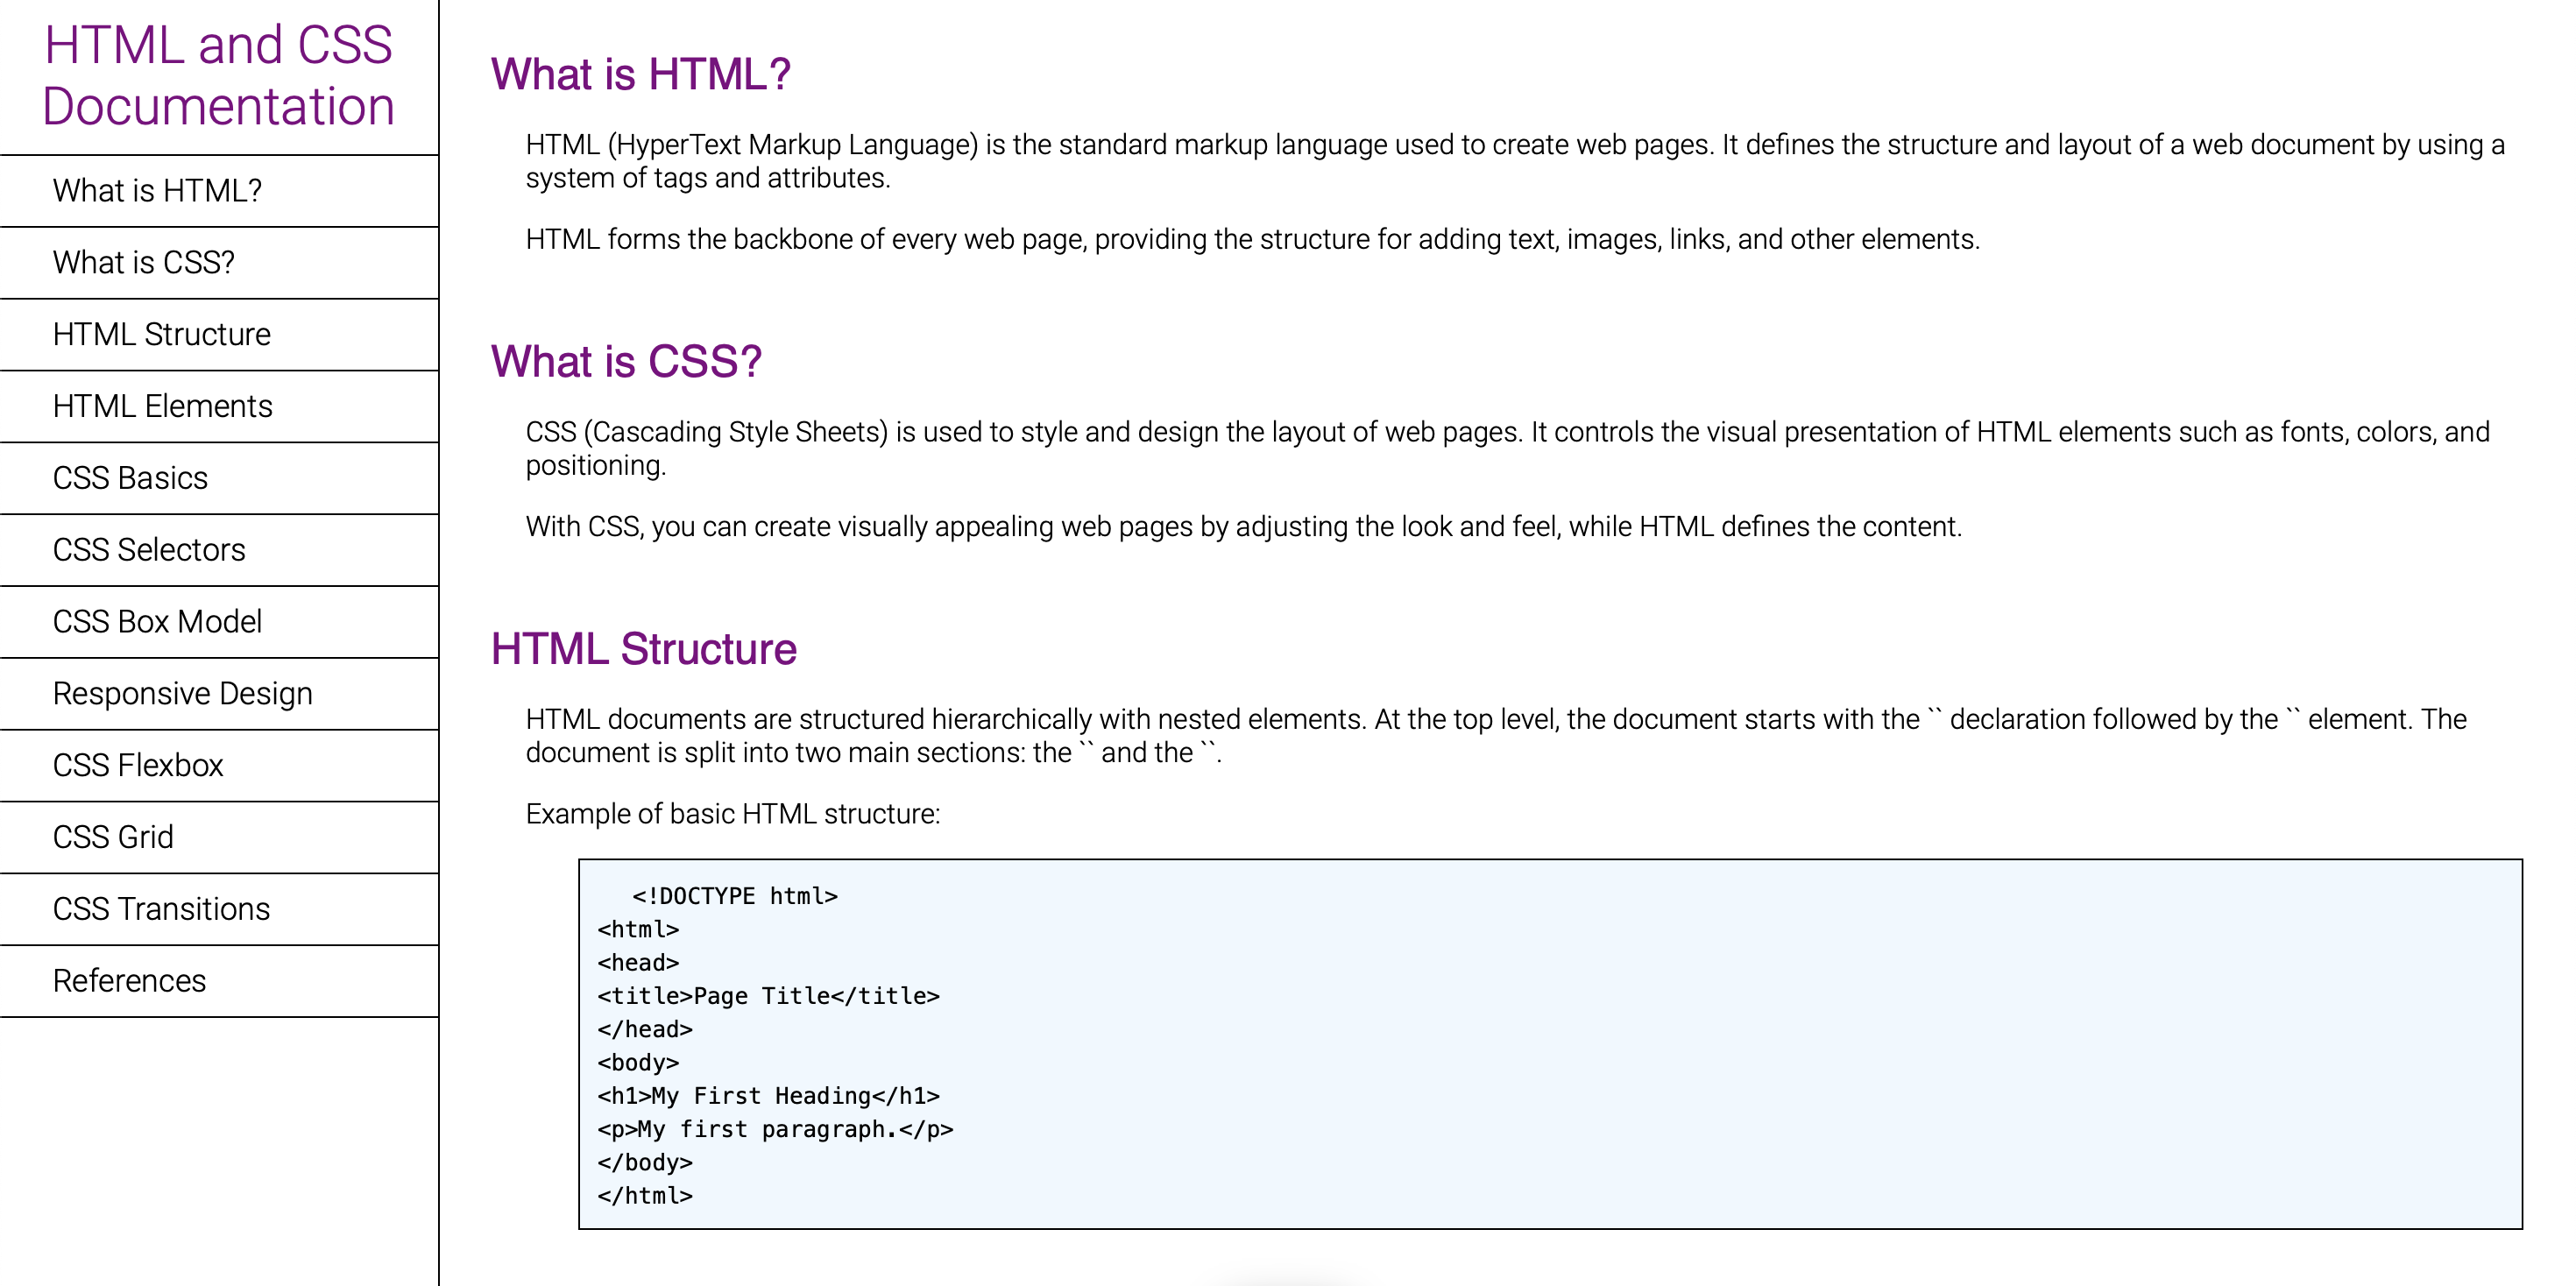 HTML and CSS
Documentation
What is HTML?
What is CSS?
HTML Structure
HTML Elements
CSS Basics
CSS Selectors
CSS Box Model
Responsive Design
CSS Flexbox
CSS Grid
CSS Transitions
References
What is HTML?
HTML (HyperText Markup Language) is the standard markup language used to create web pages. It defines the structure and layout of a web document by using a
system of tags and attributes.
HTML forms the backbone of every web page, providing the structure for adding text, images, links, and other elements.
What is CSS?
CSS (Cascading Style Sheets) is used to style and design the layout of web pages. It controls the visual presentation of HTML elements such as fonts, colors, and
positioning.
With CSS, you can create visually appealing web pages by adjusting the look and feel, while HTML defines the content.
HTML Structure
HTML documents are structured hierarchically with nested elements. At the top level, the document starts with the `` declaration followed by the `` element. The
document is split into two main sections: the `` and the ``.
Example of basic HTML structure:
<!DOCTYPE html>
<html>
<head>
<title>Page Title</title>
</head>
<body>
<h1>My First Heading</h1>
<p>My first paragraph.</p>
</body>
</html>